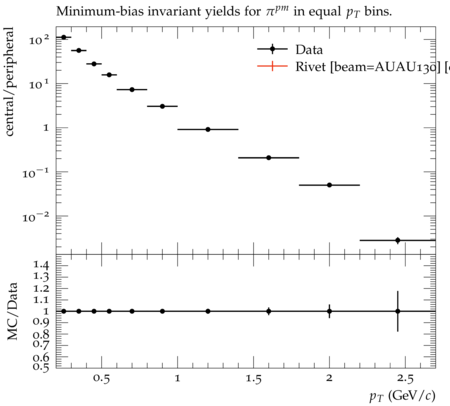 Minimum-bias invariant yields for π^{pm} in equal p_T bins.
central/peripheral
10^2
10^1
1
10^{-1}
10^{-2}
Data
Rivet [beam=AUAU130] [
MC/Data
1.4
1.3
1.2
1.1
1
0.9
0.8
0.7
0.6
0.5
0.5 1 1.5 2 2.5
p_T (GeV/c)